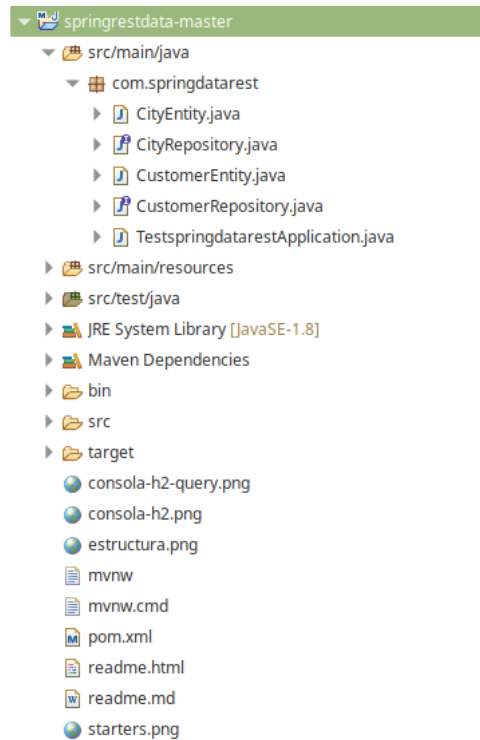 springrestdata-master
src/main/java
com.springdatarest
CityEntity.java
CityRepository.java
CustomerEntity.java
CustomerRepository.java
TestspringdatarestApplication.java
src/main/resources
src/test/java
JRE System Library [JavaSE-1.8]
Maven Dependencies
bin
src
target
consola-h2-query.png
consola-h2.png
estructura.png
mvnw
mvnw.cmd
pom.xml
readme.html
readme.md
starters.png